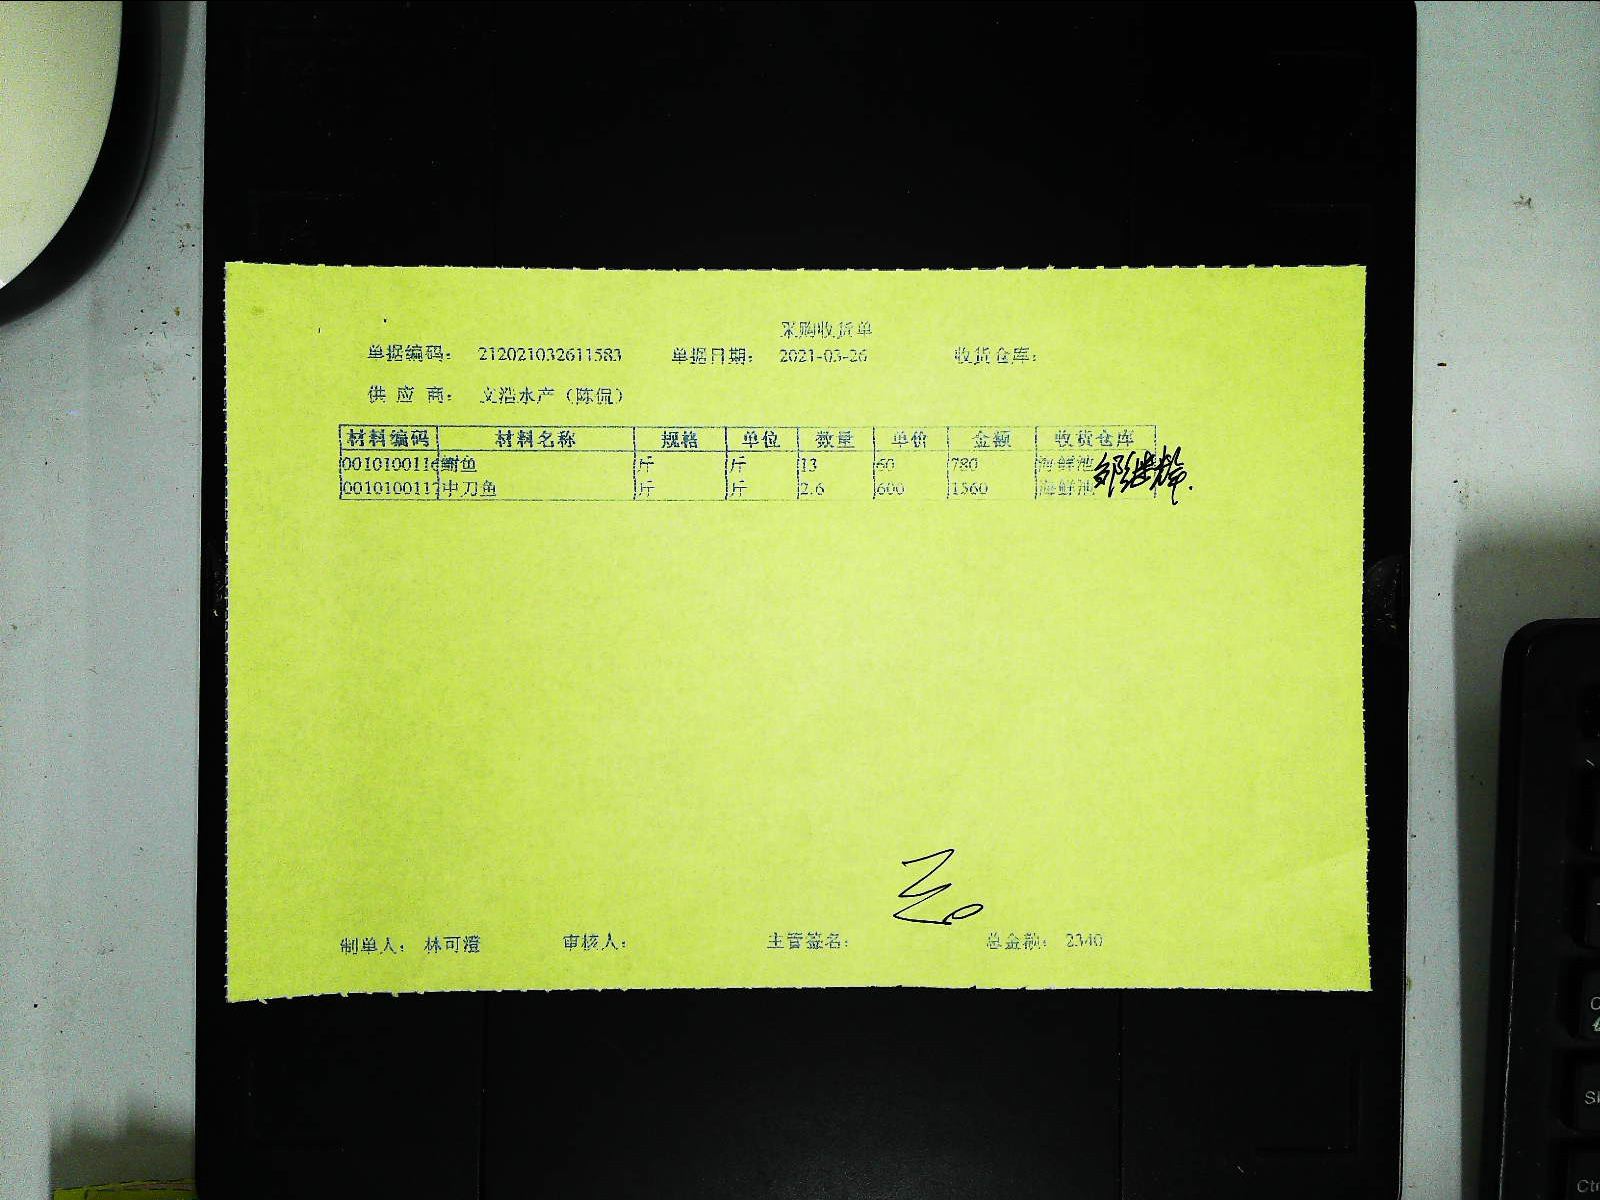 采购收货单
单据编码： 212021032611583 单据日期： 2021-03-26 收货仓库：
供 应 商： 文浩水产（陈侃）
材料编码 材料名称 规格 单位 数量 单价 金额 收货仓库
0010100116 鲥鱼 斤 斤 13 60 780 海鲜池
0010100117 中刀鱼 斤 斤 2.6 600 1560 海鲜池
制单人： 林可澄 审核人： 主管签名： 总金额： 2340